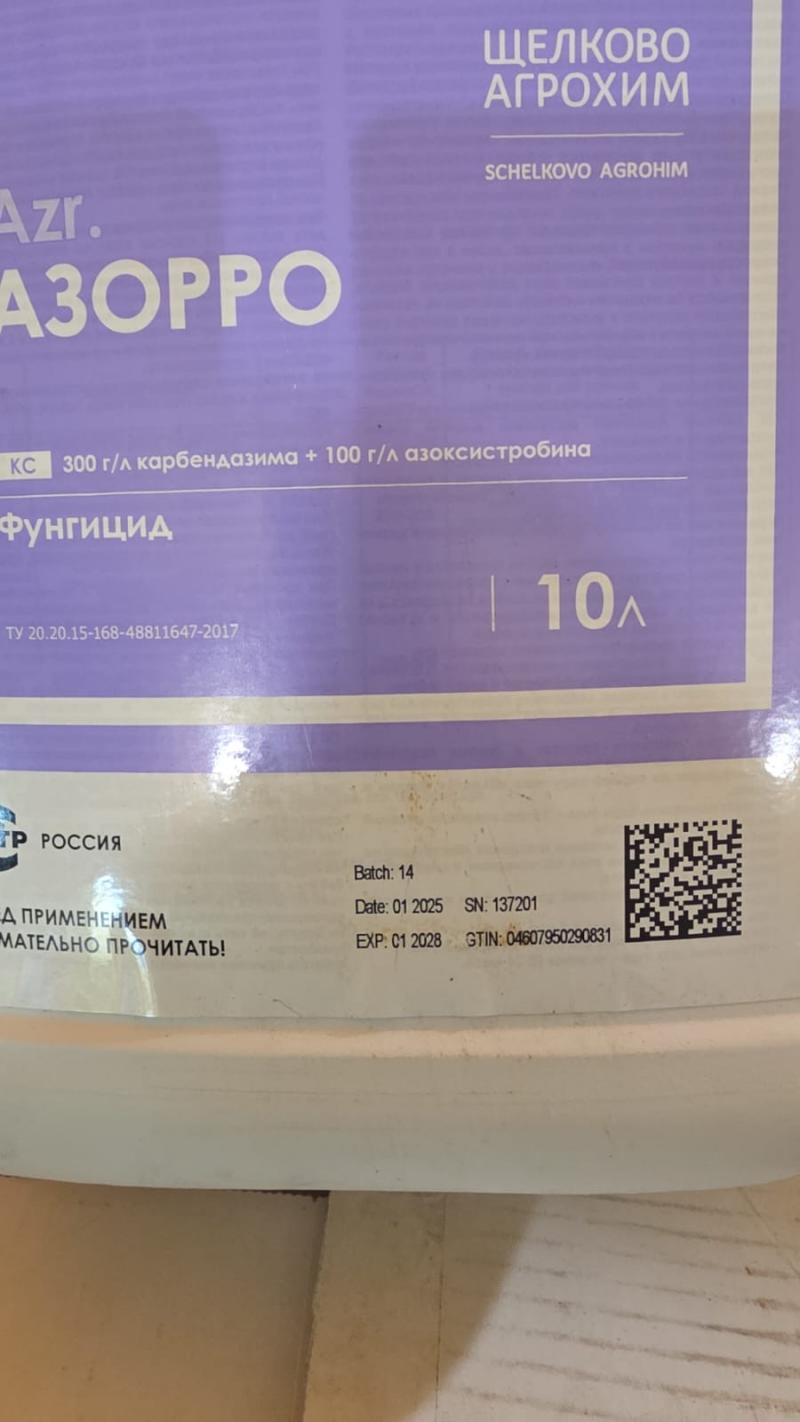 ЩЕЛКОВО
АГРОХИМ
SCHELKOVO AGROHIM
Azr.
АЗОРРО
КС 300 г/л карбендазима + 100 г/л азоксистробина
Фунгицид
10л
ТУ 20.20.15-168-48811647-2017
РОССИЯ
ПРИМЕНЕНИЕМ
ПРОЧИТАТЬ!
Batch: 14
Date: 01 2025 SN: 137201
EXP: 01 2028 GTIN: 04607950290831